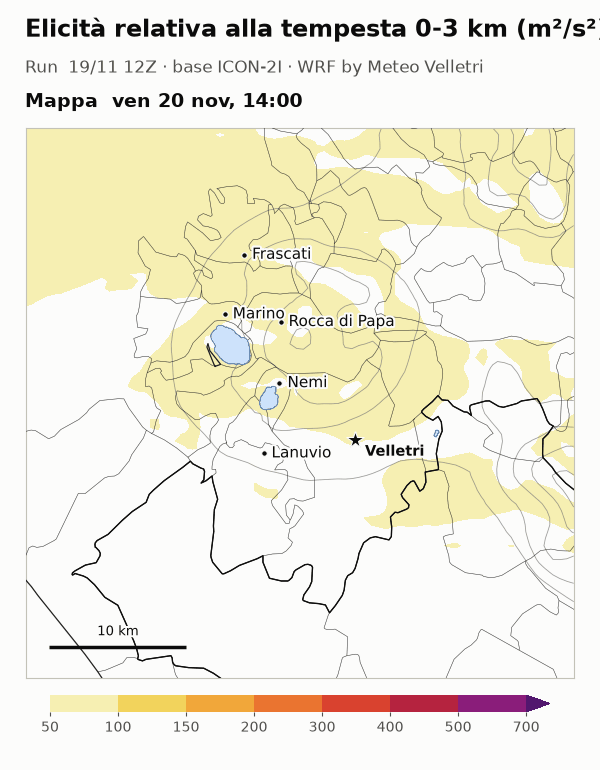 Elicità relativa alla tempesta 0-3 km (m²/s²)
Run 19/11 12Z · base ICON-2I · WRF by Meteo Velletri
Mappa ven 20 nov, 14:00
Frascati
Marino
Rocca di Papa
Nemi
Velletri
Lanuvio
10 km
50 100 150 200 300 400 500 700